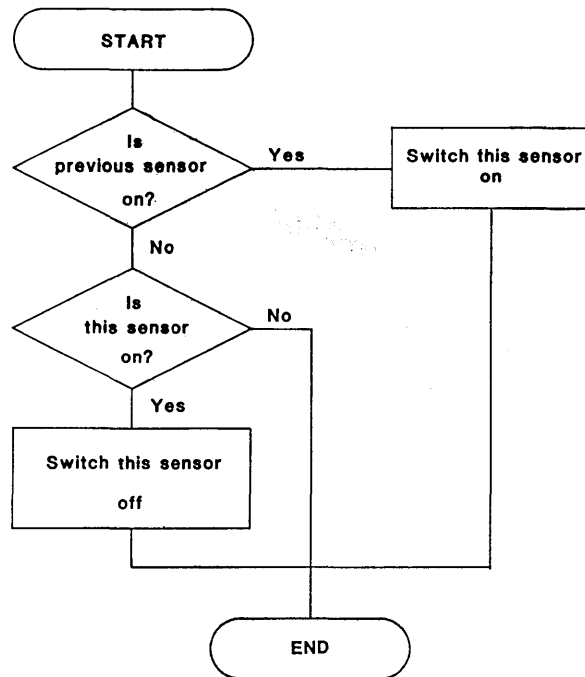 START
Is
previous sensor
on?
Yes
Switch this sensor
on
No
Is
this sensor
on?
No
Yes
Switch this sensor
off
END